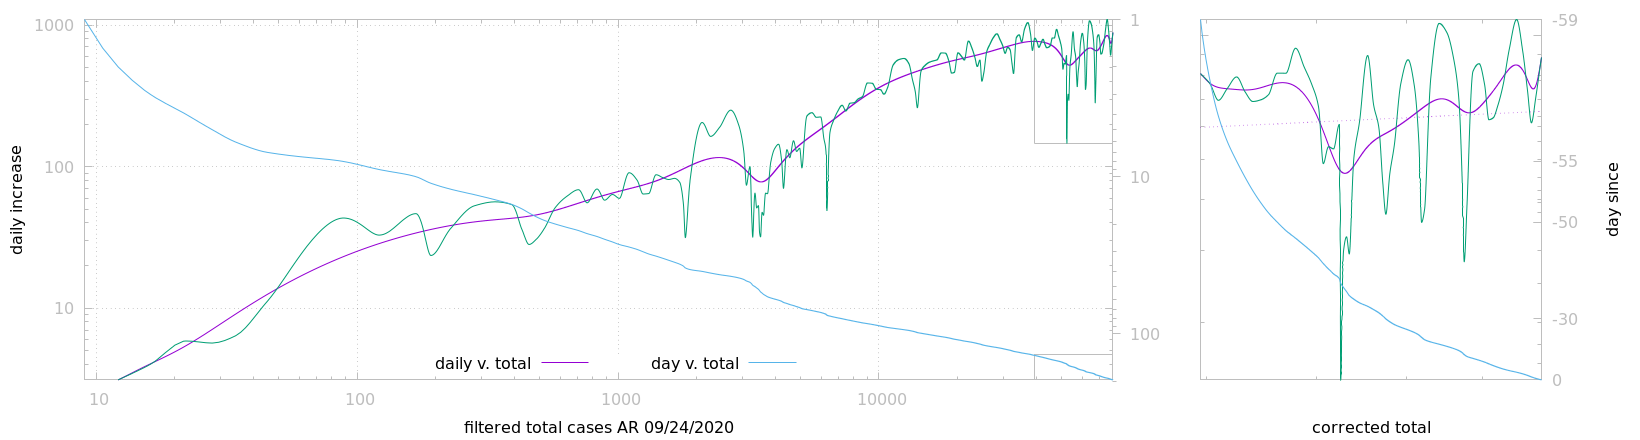 1000
100
10
daily increase
10
100
1000
10000
filtered total cases AR 09/24/2020
daily v. total
day v. total
1
10
100
-59
-55
-50
-30
0
day since
corrected total